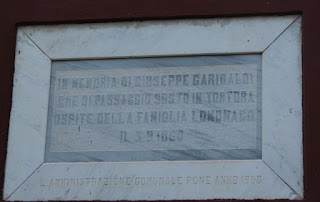 IN MEMORIA DI GIUSEPPE GARIBALDI
CHE DI PASSAGGIO SOSTÒ IN TORTORA
OSPITE DELLA FAMIGLIA LOMONACO
IL 3.9.1860
L'AMMINISTRAZIONE COMUNALE PONE ANNO